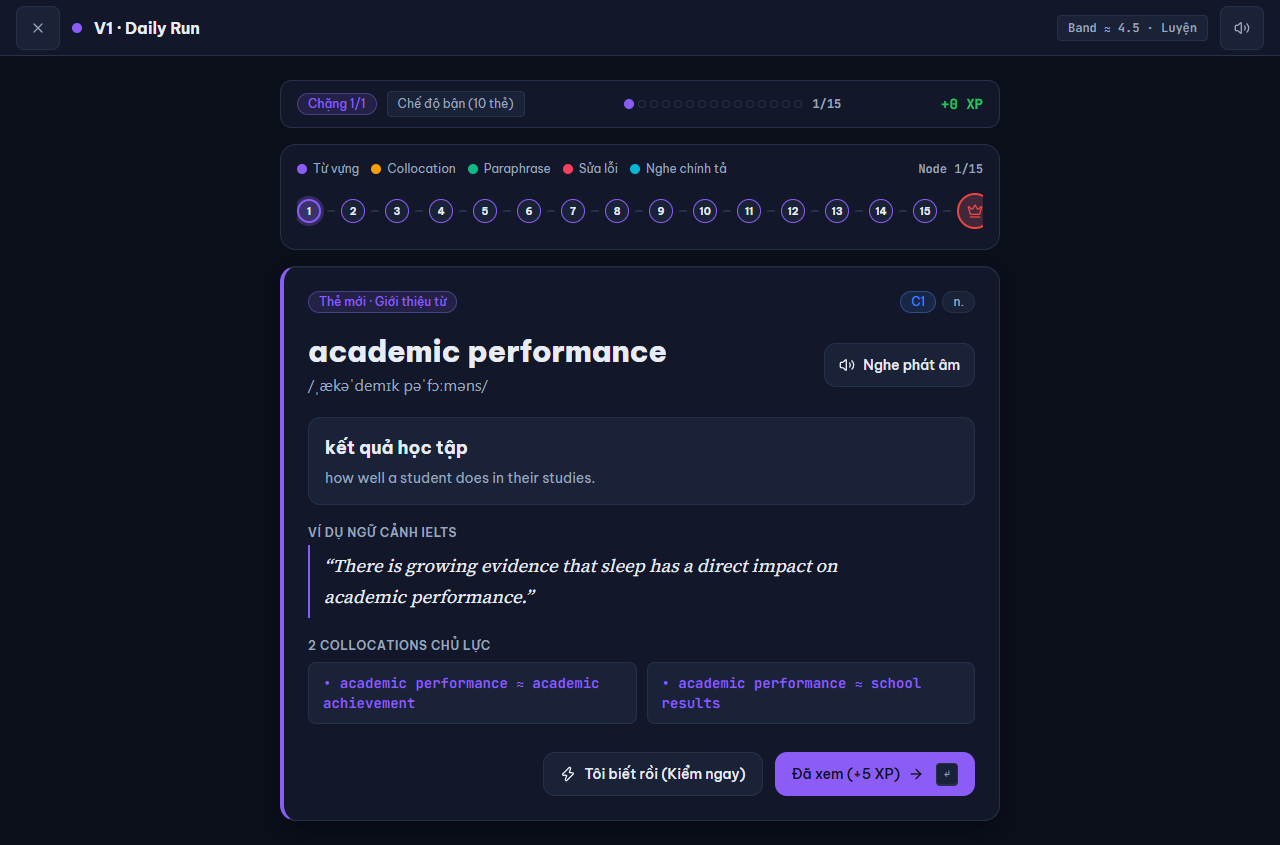 V1 · Daily Run
Band ≈ 4.5 · Luyện
Chặng 1/1
Chế độ bận (10 thẻ)
1/15
+0 XP
Từ vựng
Collocation
Paraphrase
Sửa lỗi
Nghe chính tả
Node 1/15
1 2 3 4 5 6 7 8 9 10 11 12 13 14 15
Thẻ mới · Giới thiệu từ
C1
n.
academic performance
/ˌækəˈdemɪk pəˈfɔːməns/
Nghe phát âm
kết quả học tập
how well a student does in their studies.
VÍ DỤ NGỮ CẢNH IELTS
“There is growing evidence that sleep has a direct impact on
academic performance.”
2 COLLOCATIONS CHỦ LỰC
• academic performance ≈ academic
achievement
• academic performance ≈ school
results
Tôi biết rồi (Kiểm ngay)
Đã xem (+5 XP) → ↵